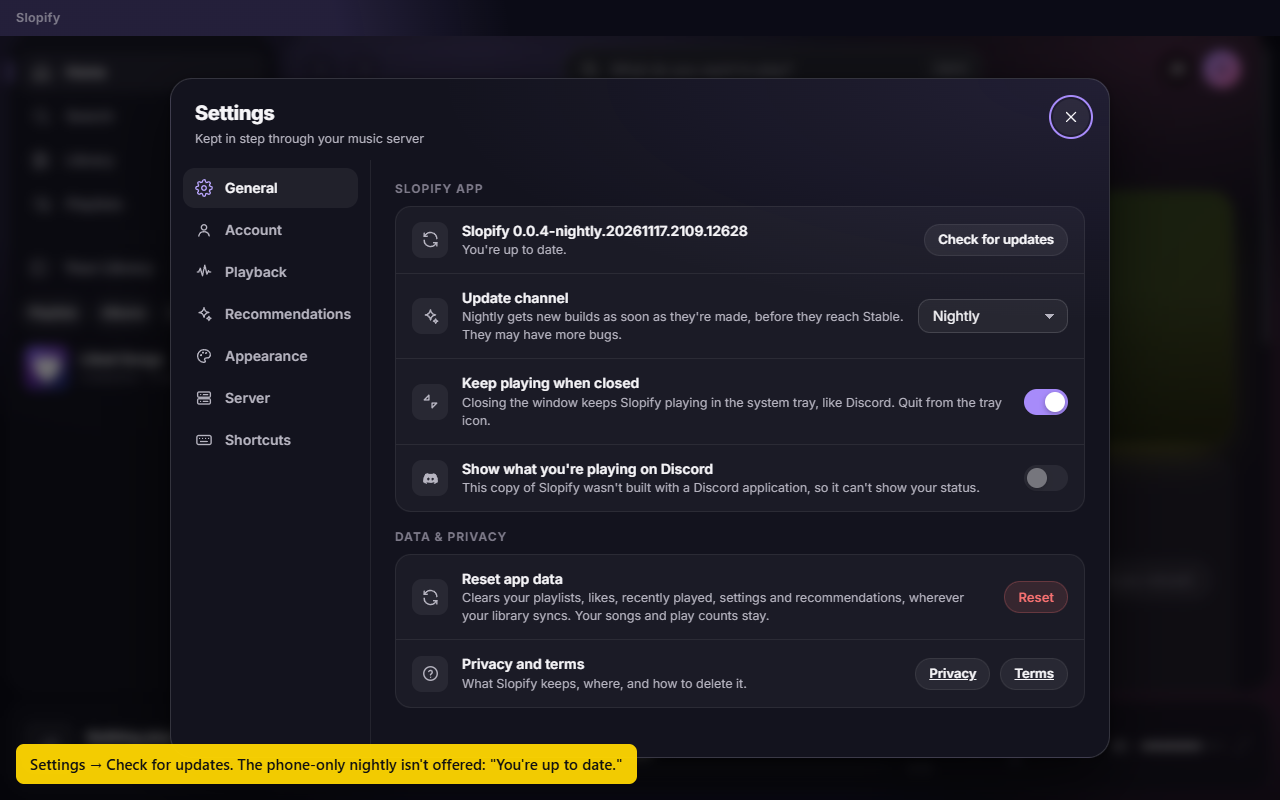 Slopify
Settings
Kept in step through your music server
General
Account
Playback
Recommendations
Appearance
Server
Shortcuts
SLOPIFY APP
Slopify 0.0.4-nightly.20261117.2109.12628
You're up to date.
Check for updates
Update channel
Nightly gets new builds as soon as they're made, before they reach Stable.
They may have more bugs.
Nightly
Keep playing when closed
Closing the window keeps Slopify playing in the system tray, like Discord. Quit from the tray
icon.
Show what you're playing on Discord
This copy of Slopify wasn't built with a Discord application, so it can't show your status.
DATA & PRIVACY
Reset app data
Clears your playlists, likes, recently played, settings and recommendations, wherever
your library syncs. Your songs and play counts stay.
Reset
Privacy and terms
What Slopify keeps, where, and how to delete it.
Privacy
Terms
Settings → Check for updates. The phone-only nightly isn't offered: "You're up to date."